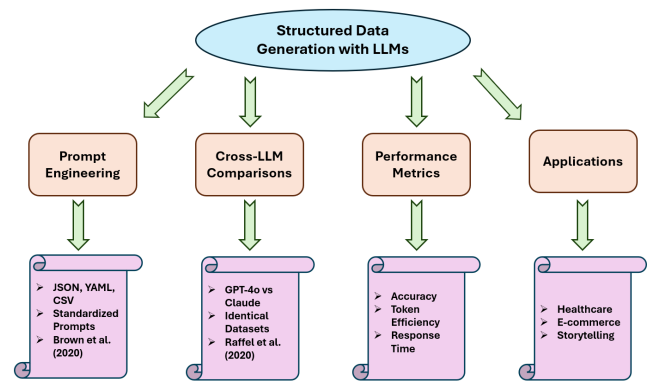 Structured Data
Generation with LLMs
Prompt
Engineering
Cross-LLM
Comparisons
Performance
Metrics
Applications
➢ JSON, YAML,
CSV
➢ Standardized
Prompts
➢ Brown et al.
(2020)
➢ GPT-4o vs
Claude
➢ Identical
Datasets
➢ Raffel et al.
(2020)
➢ Accuracy
➢ Token
Efficiency
➢ Response
Time
➢ Healthcare
➢ E-commerce
➢ Storytelling